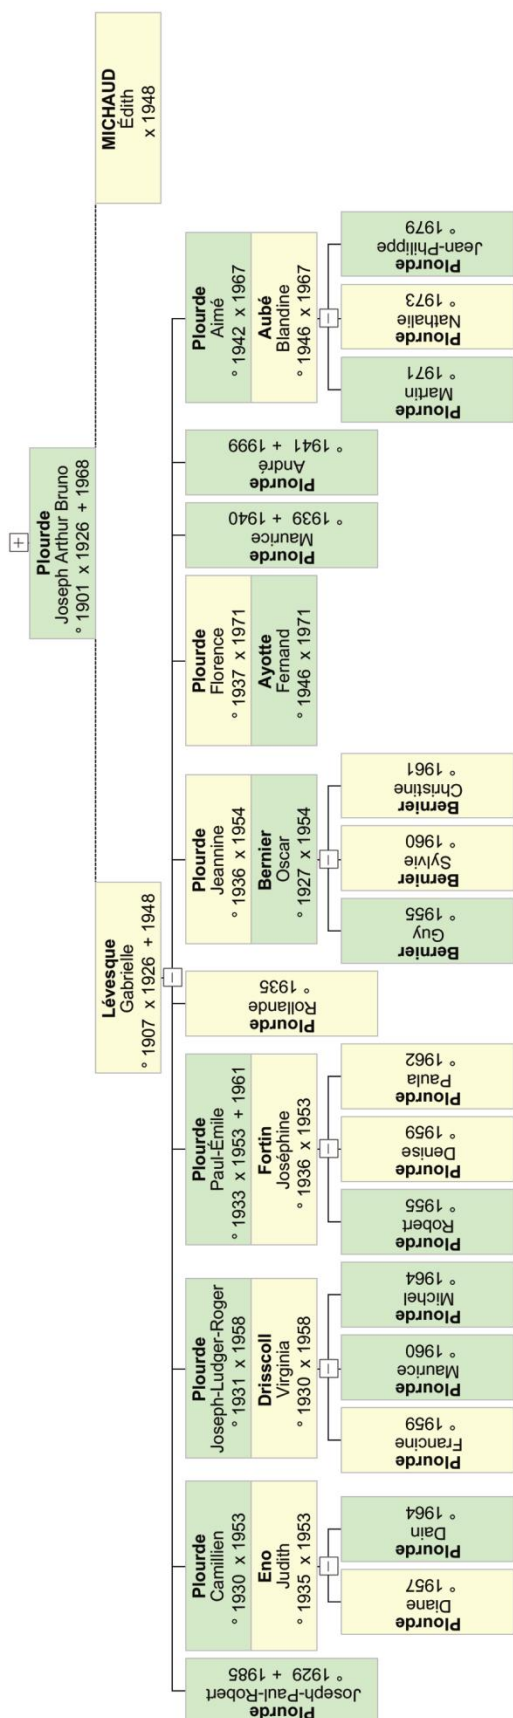 Plourde
Joseph Arthur Bruno
° 1901 x 1926 + 1968
Lévesque
Gabrielle
° 1907 x 1926 + 1948
MICHAUD
Édith
x 1948
Plourde
Joseph-Paul-Robert
° 1929 + 1985
Plourde
Camillien
° 1930 x 1953
Eno
Judith
° 1935 x 1953
Plourde
Diane
° 1957
Plourde
Dain
° 1964
Plourde
Joseph-Ludger-Roger
° 1931 x 1958
Drisscoll
Virginia
° 1930 x 1958
Plourde
Francine
° 1959
Plourde
Maurice
° 1960
Plourde
Michel
° 1964
Plourde
Paul-Émile
° 1933 x 1953 + 1961
Fortin
Joséphine
° 1936 x 1953
Plourde
Robert
° 1955
Plourde
Denise
° 1959
Plourde
Paula
° 1962
Plourde
Rollande
° 1935
Plourde
Jeannine
° 1936 x 1954
Bernier
Oscar
° 1927 x 1954
Bernier
Guy
° 1955
Bernier
Sylvie
° 1960
Bernier
Christine
° 1961
Plourde
Florence
° 1937 x 1971
Ayotte
Fernand
° 1946 x 1971
Plourde
Maurice
° 1939 + 1940
Plourde
André
° 1941 + 1999
Plourde
Aimé
° 1942 x 1967
Aubé
Blandine
° 1946 x 1967
Plourde
Martin
° 1971
Plourde
Nathalie
° 1973
Plourde
Jean-Philippe
° 1979